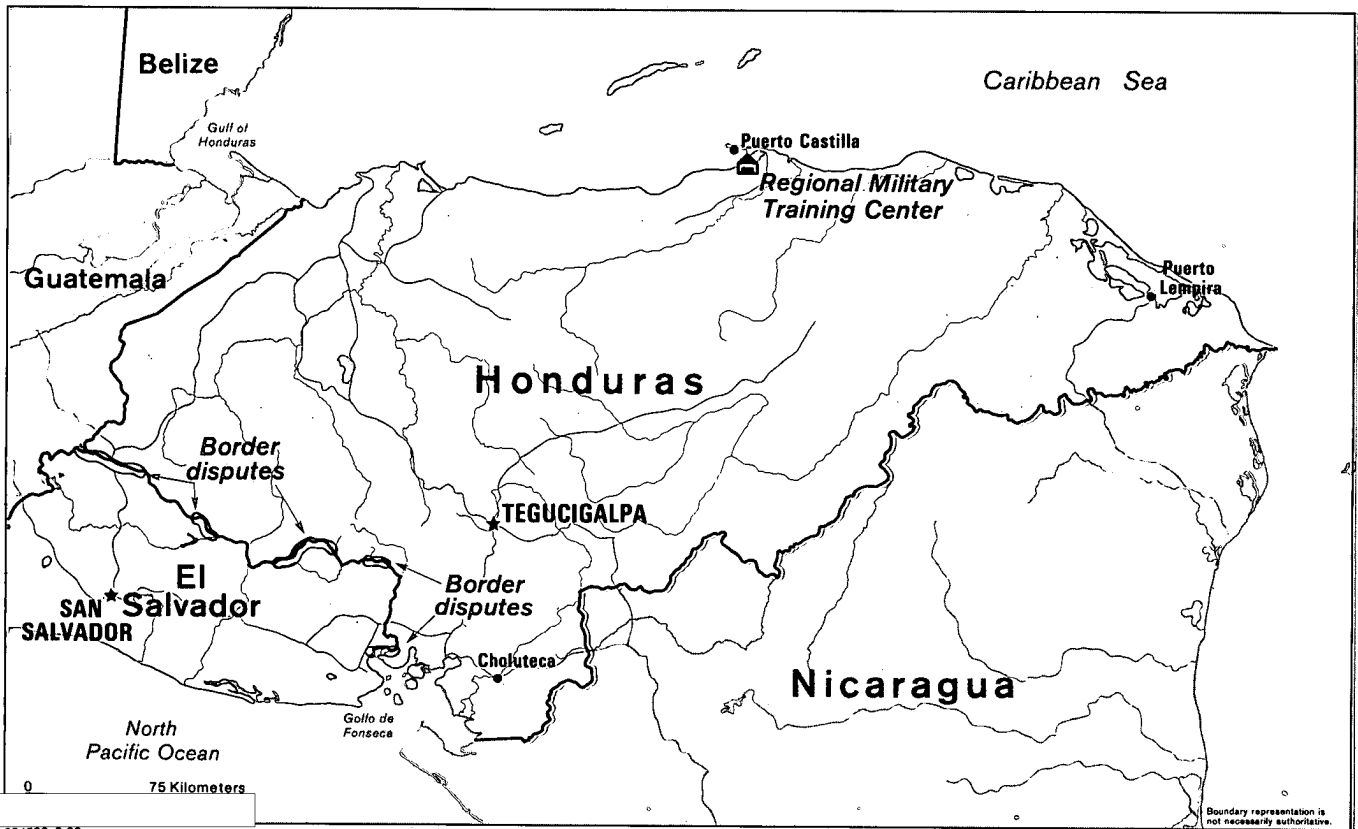 Belize
Caribbean Sea
Gulf of
Honduras
Puerto Castilla
Regional Military
Training Center
Guatemala
Puerto
Lempira
Honduras
Border
disputes
TEGUCIGALPA
El
Salvador
SAN
SALVADOR
Border
disputes
Choluteca
Nicaragua
Golfo de
Fonseca
North
Pacific Ocean
0 75 Kilometers
Boundary representation is
not necessarily authoritative.